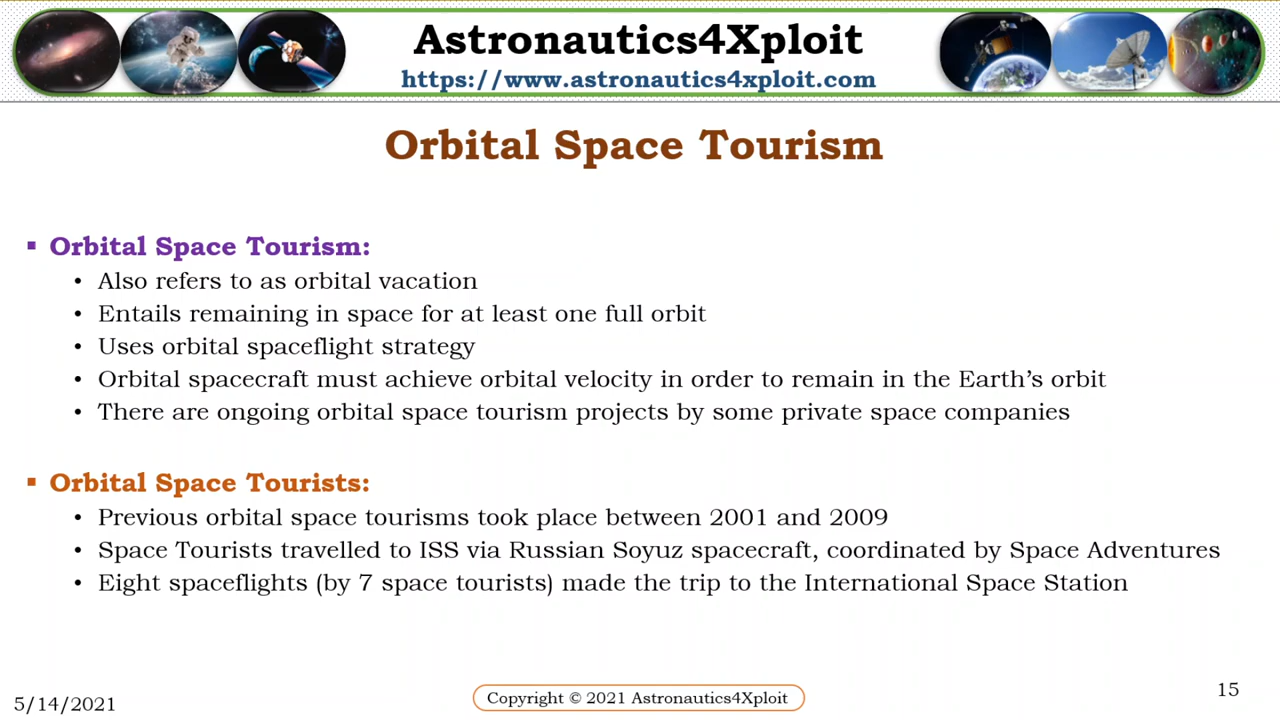 Astronautics4Xploit
https://www.astronautics4xploit.com
Orbital Space Tourism
▪ Orbital Space Tourism:
• Also refers to as orbital vacation
• Entails remaining in space for at least one full orbit
• Uses orbital spaceflight strategy
• Orbital spacecraft must achieve orbital velocity in order to remain in the Earth’s orbit
• There are ongoing orbital space tourism projects by some private space companies
▪ Orbital Space Tourists:
• Previous orbital space tourisms took place between 2001 and 2009
• Space Tourists travelled to ISS via Russian Soyuz spacecraft, coordinated by Space Adventures
• Eight spaceflights (by 7 space tourists) made the trip to the International Space Station
5/14/2021
Copyright © 2021 Astronautics4Xploit
15